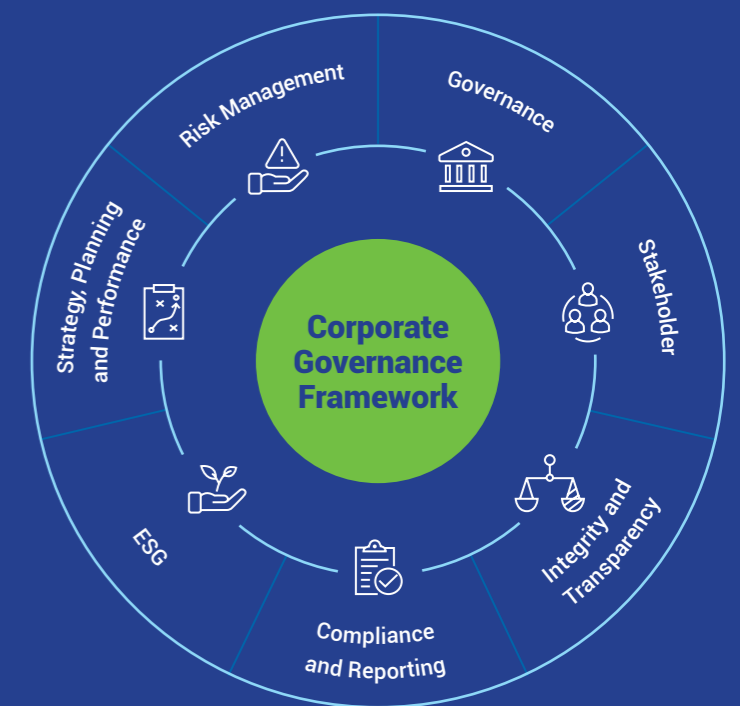 Corporate
Governance
Framework
Governance
Stakeholder
Integrity and
Transparency
Compliance
and Reporting
ESG
Strategy, Planning
and Performance
Risk Management